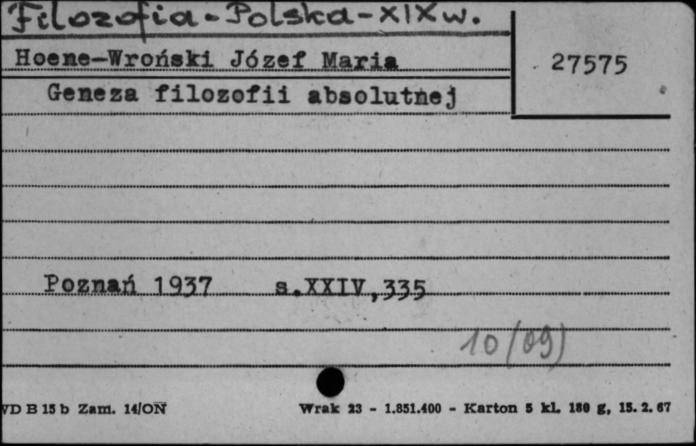 Filozofia - Polska - XIX w.
Hoene-Wroński Józef Maria
27575
Geneza filozofii absolutnej
Poznań 1937 s.XXIV,335
10/09)
VD B 15 b Zam. 14/ON Wrak 23 - 1.851.400 - Karton 5 kl. 180 g, 15.2.67